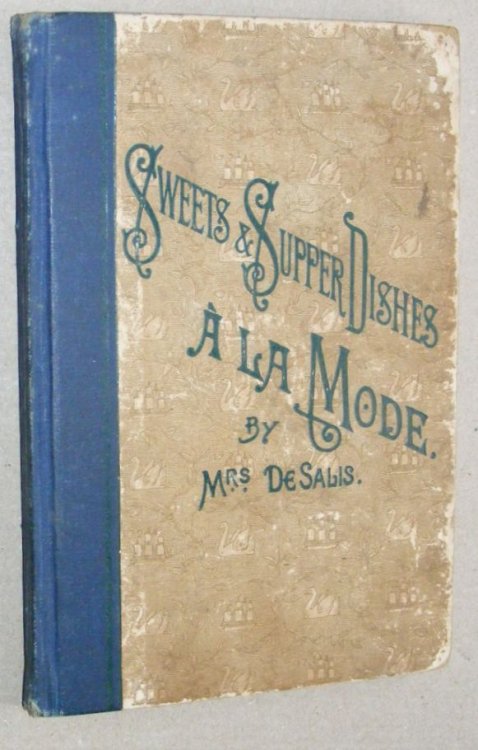 SWEETS & SUPPER DISHES
À LA MODE.
BY
MRS. DE SALIS.